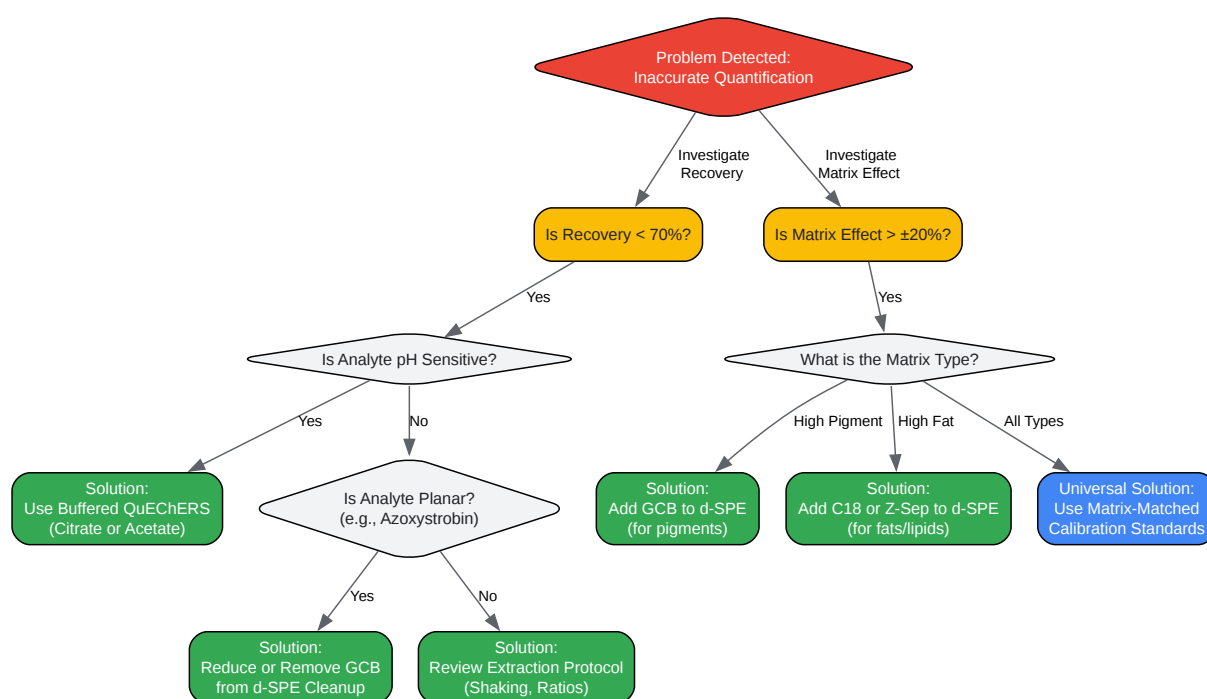 Problem Detected:
Inaccurate Quantification
Investigate
Recovery
Investigate
Matrix Effect
Is Recovery < 70%?
Is Matrix Effect > ±20%?
Yes
Yes
Is Analyte pH Sensitive?
What is the Matrix Type?
Yes
No
High Pigment
High Fat
All Types
Solution:
Use Buffered QuEChERS
(Citrate or Acetate)
Is Analyte Planar?
(e.g., Azoxystrobin)
Solution:
Add GCB to d-SPE
(for pigments)
Solution:
Add C18 or Z-Sep to d-SPE
(for fats/lipids)
Universal Solution:
Use Matrix-Matched
Calibration Standards
Yes
No
Solution:
Reduce or Remove GCB
from d-SPE Cleanup
Solution:
Review Extraction Protocol
(Shaking, Ratios)